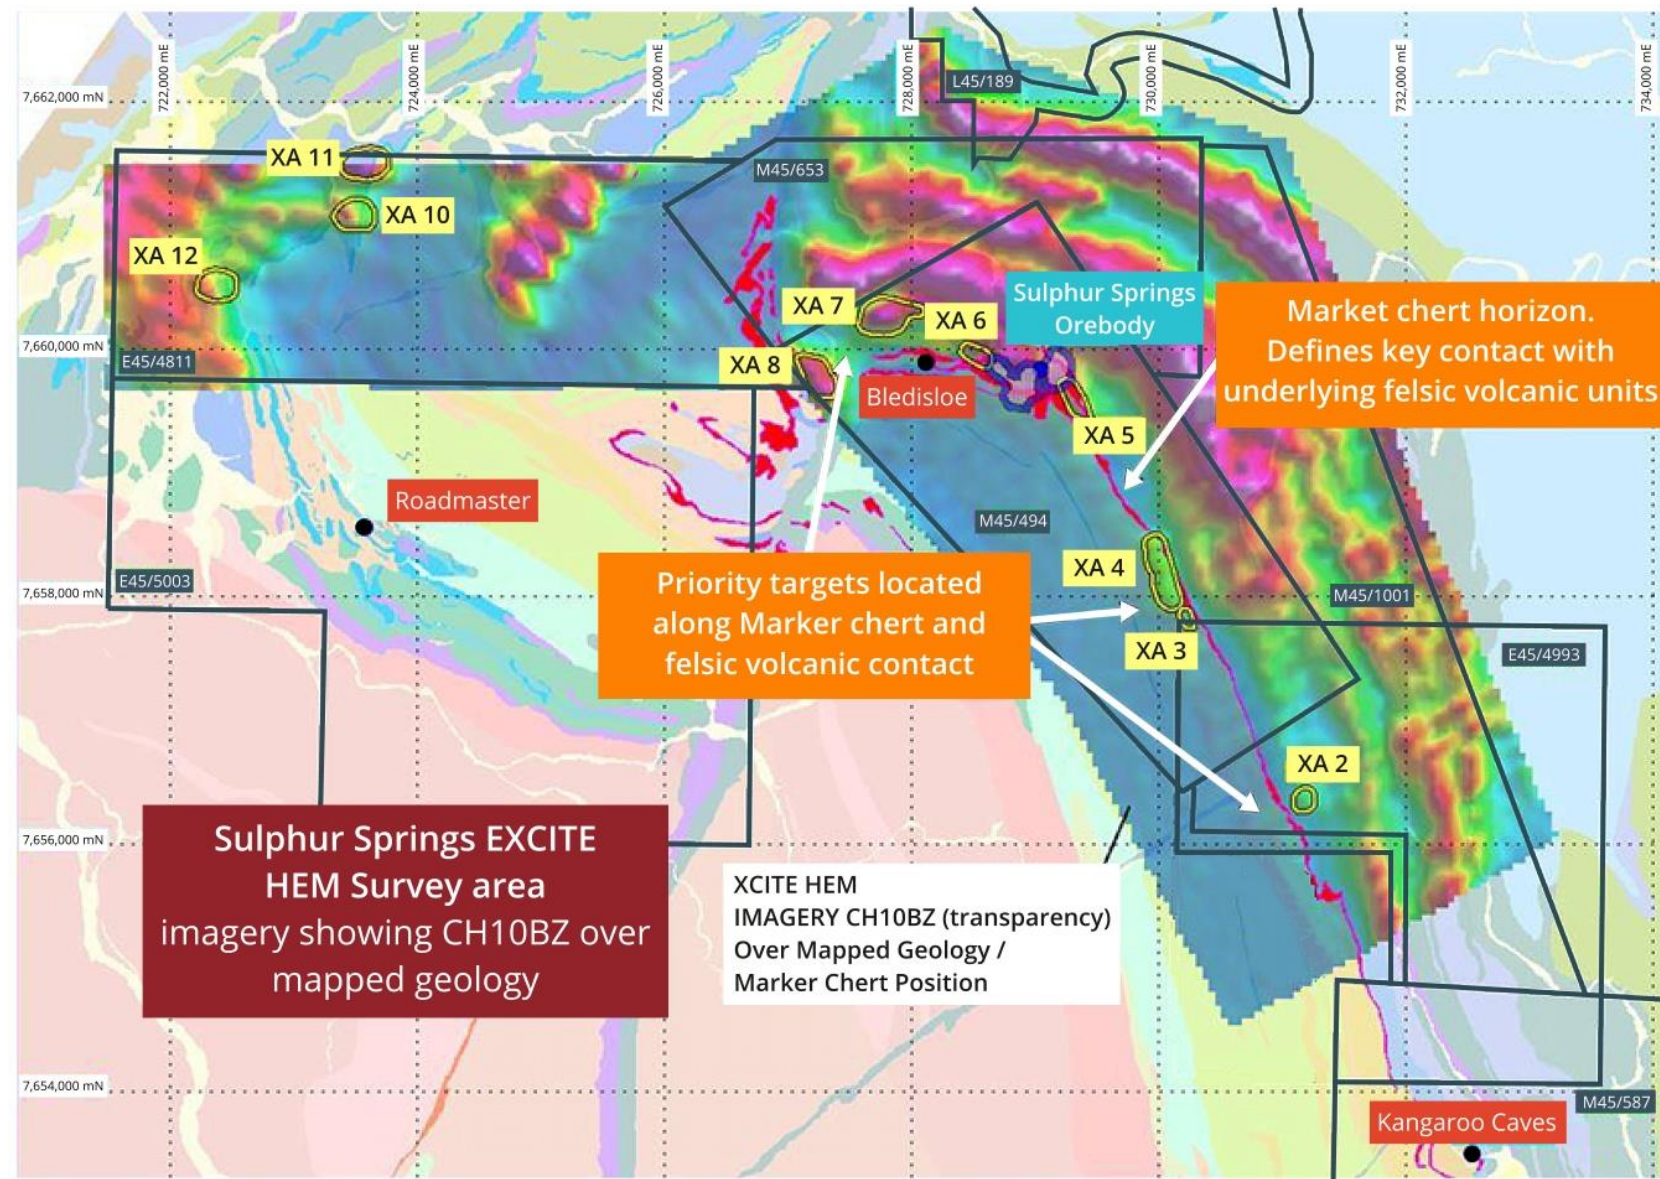 722,000 mE
724,000 mE
726,000 mE
728,000 mE
730,000 mE
732,000 mE
734,000 mE
7,662,000 mN
L45/189
XA 11
M45/653
XA 10
XA 12
Sulphur Springs
Orebody
XA 7
XA 6
Market chert horizon.
Defines key contact with
underlying felsic volcanic units
7,660,000 mN
E45/4811
XA 8
Bledisloe
XA 5
Roadmaster
M45/494
XA 4
Priority targets located
along Marker chert and
felsic volcanic contact
E45/5003
7,658,000 mN
M45/1001
XA 3
E45/4993
XA 2
Sulphur Springs EXCITE
HEM Survey area
imagery showing CH10BZ over
mapped geology
7,656,000 mN
XCITE HEM
IMAGERY CH10BZ (transparency)
Over Mapped Geology /
Marker Chert Position
7,654,000 mN
M45/587
Kangaroo Caves